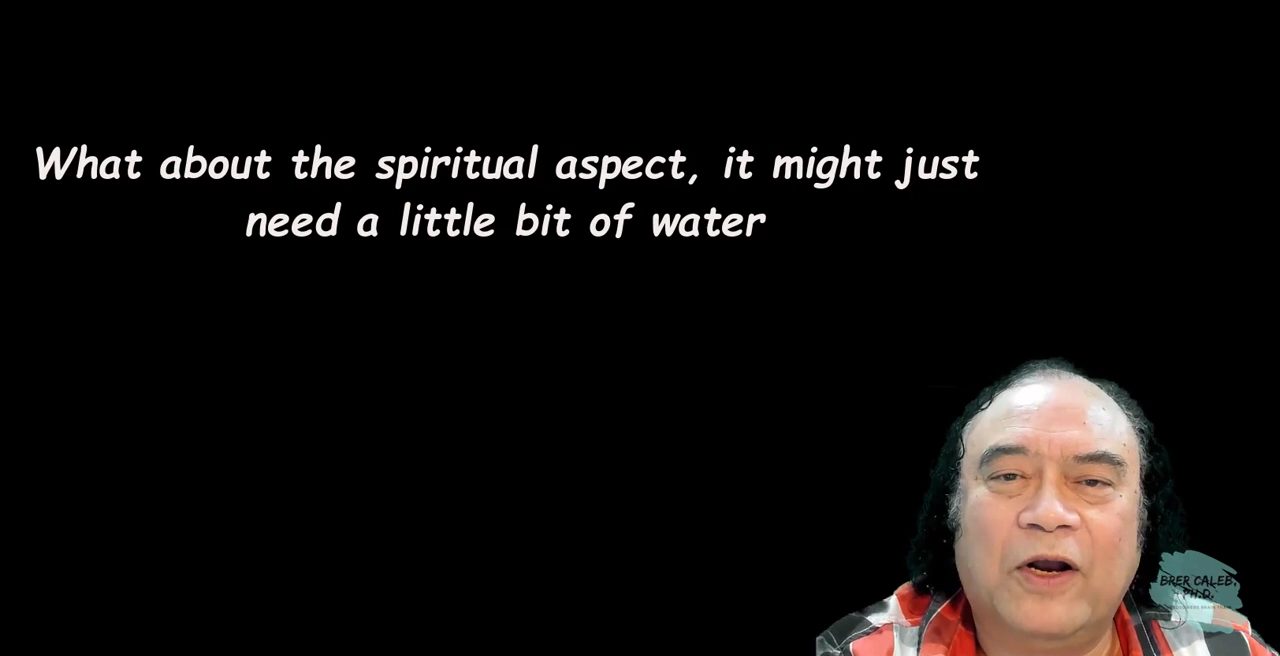 What about the spiritual aspect, it might just
need a little bit of water
BRER CALEB,
PH.D.